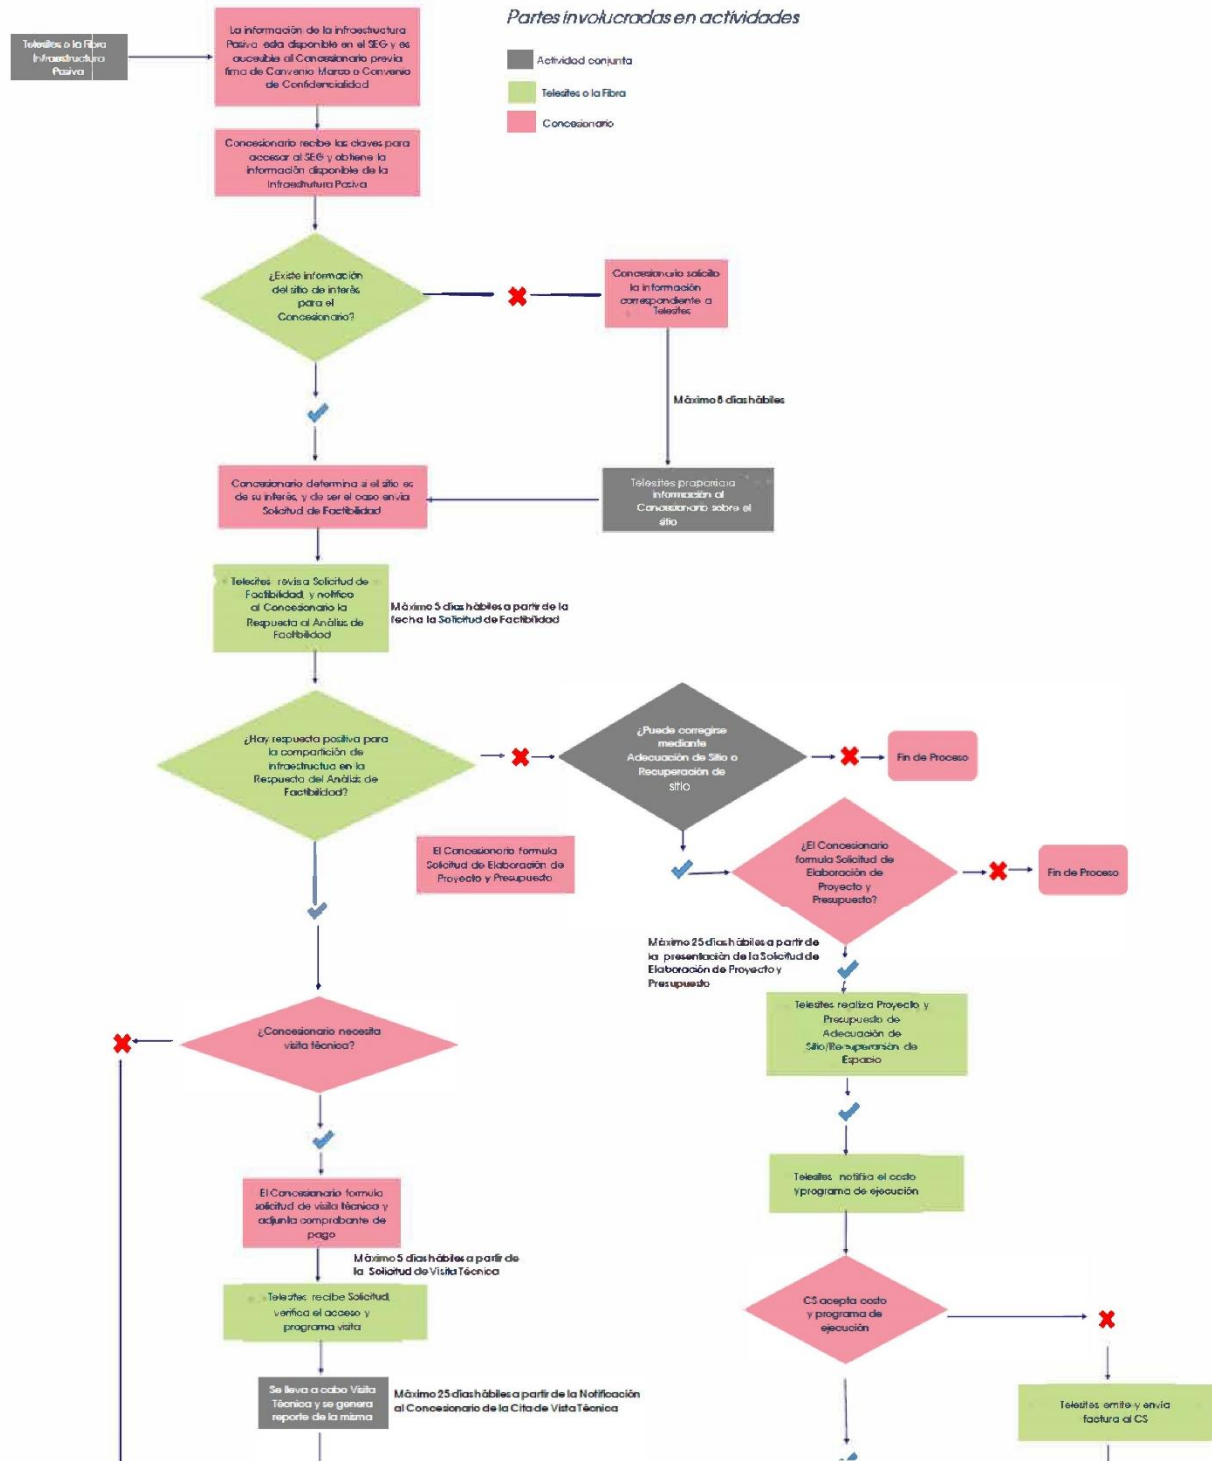 Partes involucradas en actividades
Actividad conjunta
Telesites o la Fibra
Concesionario
Telesites o la Fibra
Infraestructura
Pasiva
La información de la infraestructura
Pasiva esta disponible en el SEG y es
accesible al Concesionario previa
firma de Convenio Marco o Convenio
de Confidencialidad
Concesionario recibe las claves para
accesar al SEG y obtiene la
información disponible de la
Infraestrutura Pasiva
¿Existe información
del sitio de interés
para el
Concesionario?
Concesionario solicito
la información
correspondiente a
Telesites
Máximo 8 días hábiles
Concesionario determina si el sitio es
de su interés, y de ser el caso envía
Solicitud de Factibilidad
Telesites proporciona
información al
Concesionario sobre el
sitio
Telesites revisa Solicitud de
Factibilidad, y notifica
al Concesionario la
Respuesta al Análisis de
Factibilidad
Máximo 5 días hábiles a partir de la
fecha la Solicitud de Factibilidad
¿Hay respuesta positiva para
la compartición de
infraestructua en la
Respuesta del Análisis de
Factibilidad?
¿Puede corregirse
mediante
Adecuación de Sitio o
Recuperación de
sitio
Fin de Proceso
El Concesionario formula
Solicitud de Elaboración de
Proyecto y Presupuesto
¿El Concesionario
formula Solicitud de
Elaboración de
Proyecto y
Presupuesto?
Fin de Proceso
Máximo 25 días hábiles a partir de
la presentación de la Solicitud de
Elaboración de Proyecto y
Presupuesto
Telesites realiza Proyecto y
Presupuesto de
Adecuación de
Sitio/Recuperación de
Espacio
¿Concesionario necesita
visita técnica?
Telesites notifica el costo
y programa de ejecución
El Concesionario formula
solicitud de visita técnica y
adjunta comprobante de
pago
Máximo 5 días hábiles a partir de
la Solicitud de Visita Técnica
Telesites recibe Solicitud,
verifica el acceso y
programa visita
CS acepta costo
y programa de
ejecución
Se lleva a cabo Visita
Técnica y se genera
reporte de la misma
Máximo 25 días hábiles a partir de la Notificación
al Concesionario de la Cita de Vista Técnica
Telesites emite y envía
factura al CS